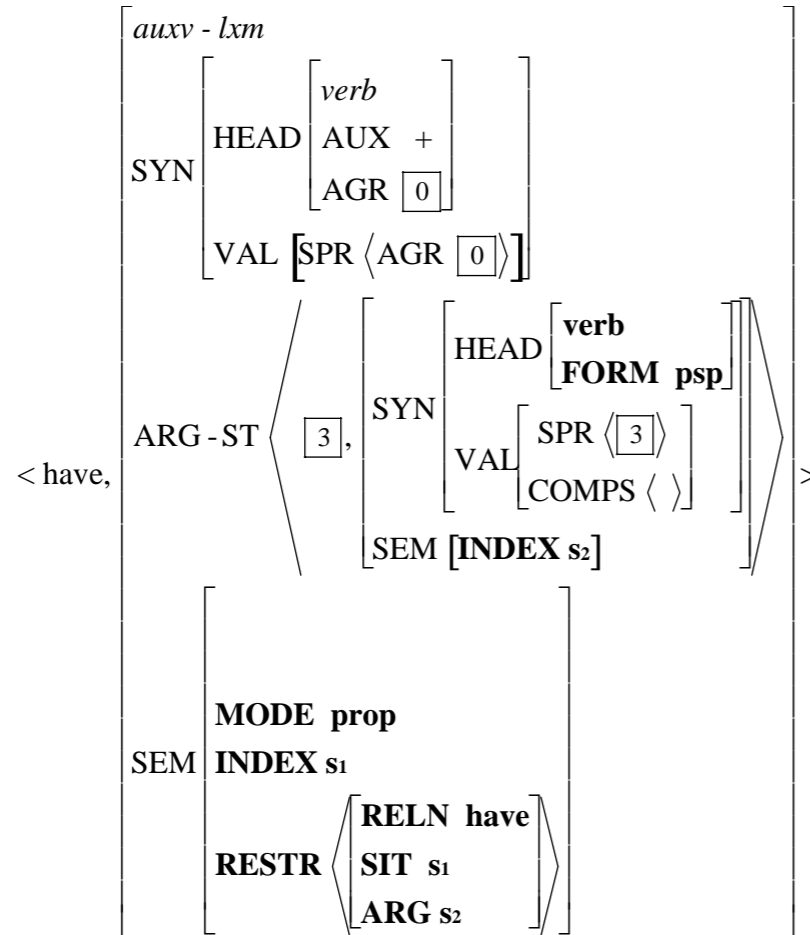 auxv - lxm
verb
HEAD AUX +
SYN AGR 0
VAL [SPR ⟨AGR 0⟩]
verb
HEAD FORM psp
SYN SPR ⟨3⟩
ARG - ST ⟨ 3 , VAL
< have, COMPS ⟨ ⟩ >
SEM [INDEX s2]
MODE prop
SEM INDEX s1
RELN have
RESTR SIT s1
ARG s2